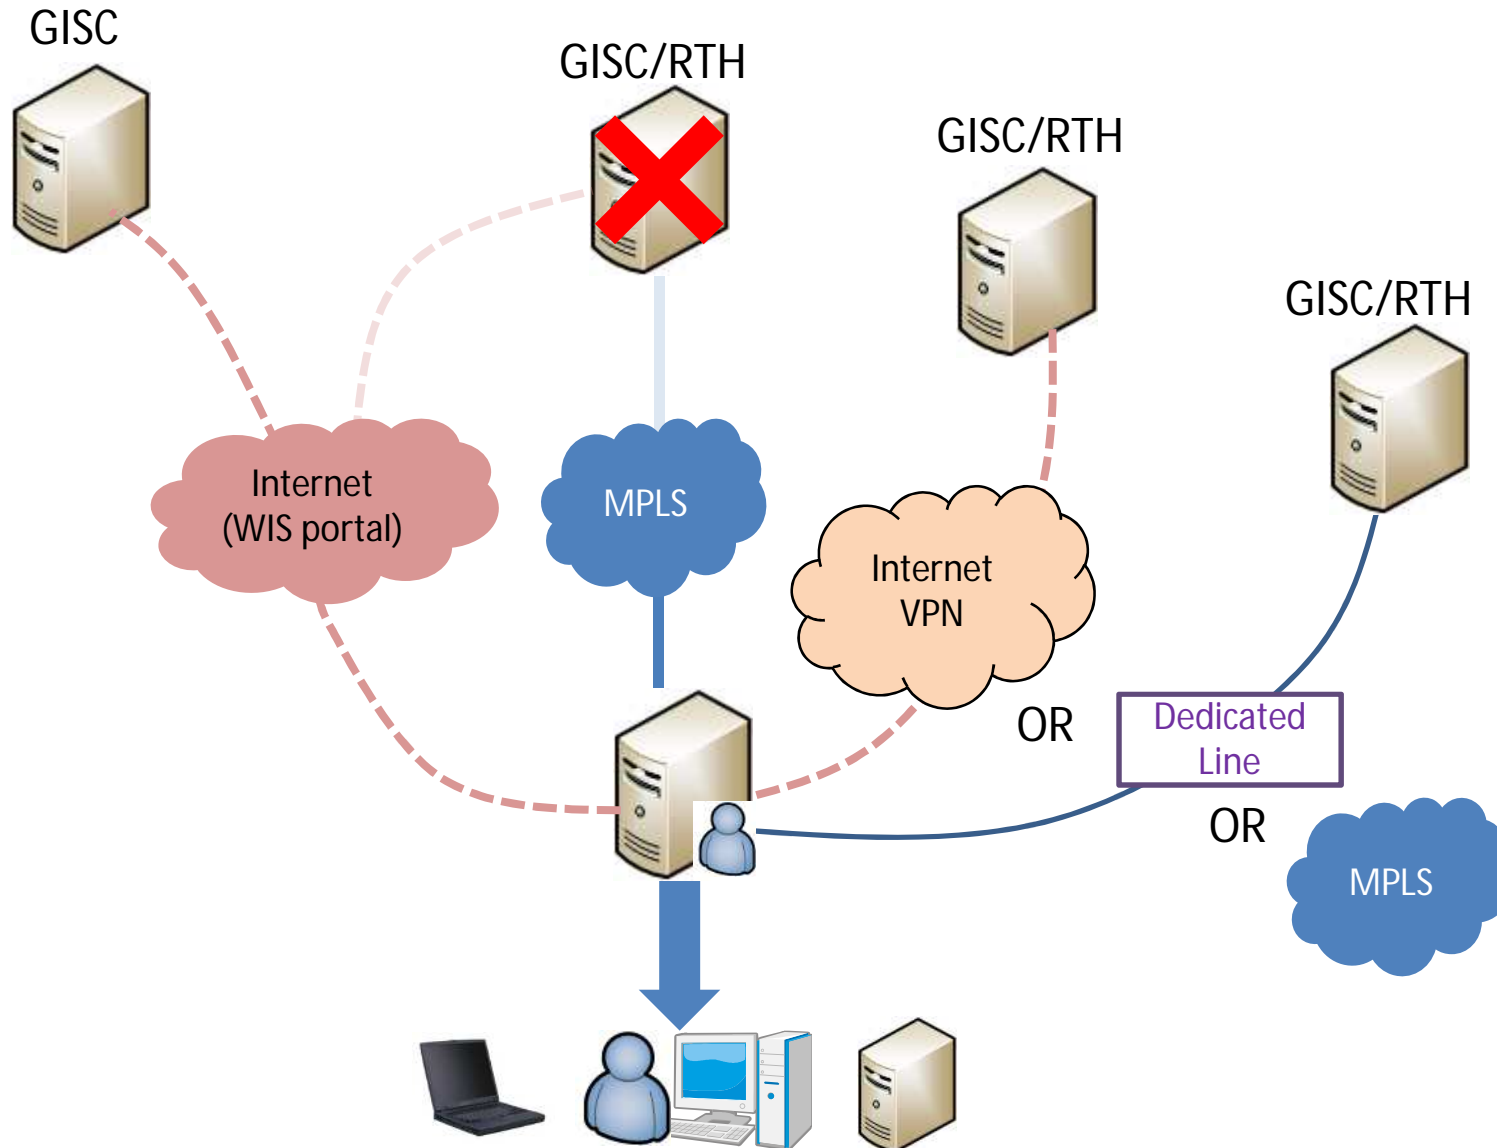 GISC
GISC/RTH
GISC/RTH
GISC/RTH
Internet
(WIS portal)
MPLS
Internet
VPN
OR
Dedicated
Line
OR
MPLS